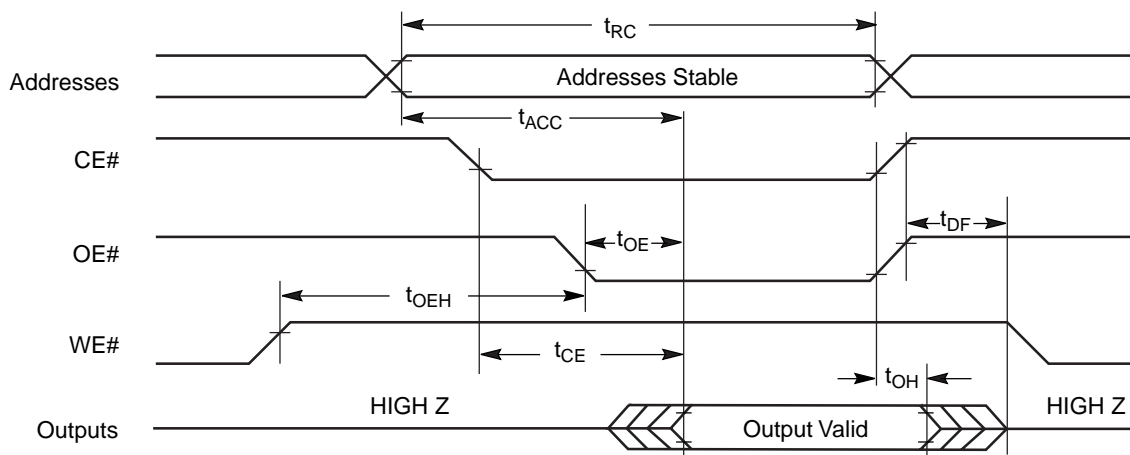 tRC
Addresses
Addresses Stable
tACC
CE#
tOE
tDF
OE#
tOEH
WE#
tCE
tOH
HIGH Z
HIGH Z
Outputs
Output Valid